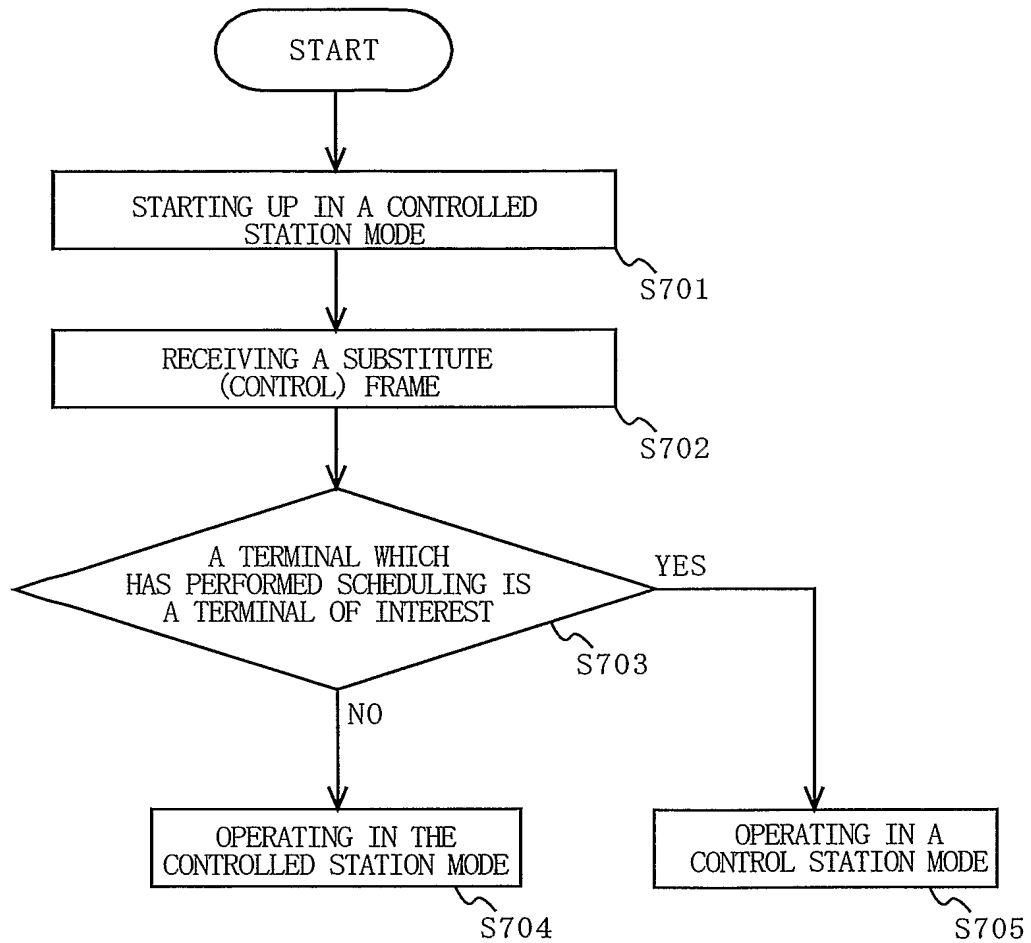 START
STARTING UP IN A CONTROLLED
STATION MODE
S701
RECEIVING A SUBSTITUTE
(CONTROL) FRAME
S702
A TERMINAL WHICH
HAS PERFORMED SCHEDULING IS
A TERMINAL OF INTEREST
YES
S703
NO
OPERATING IN THE
CONTROLLED STATION MODE
S704
OPERATING IN A
CONTROL STATION MODE
S705